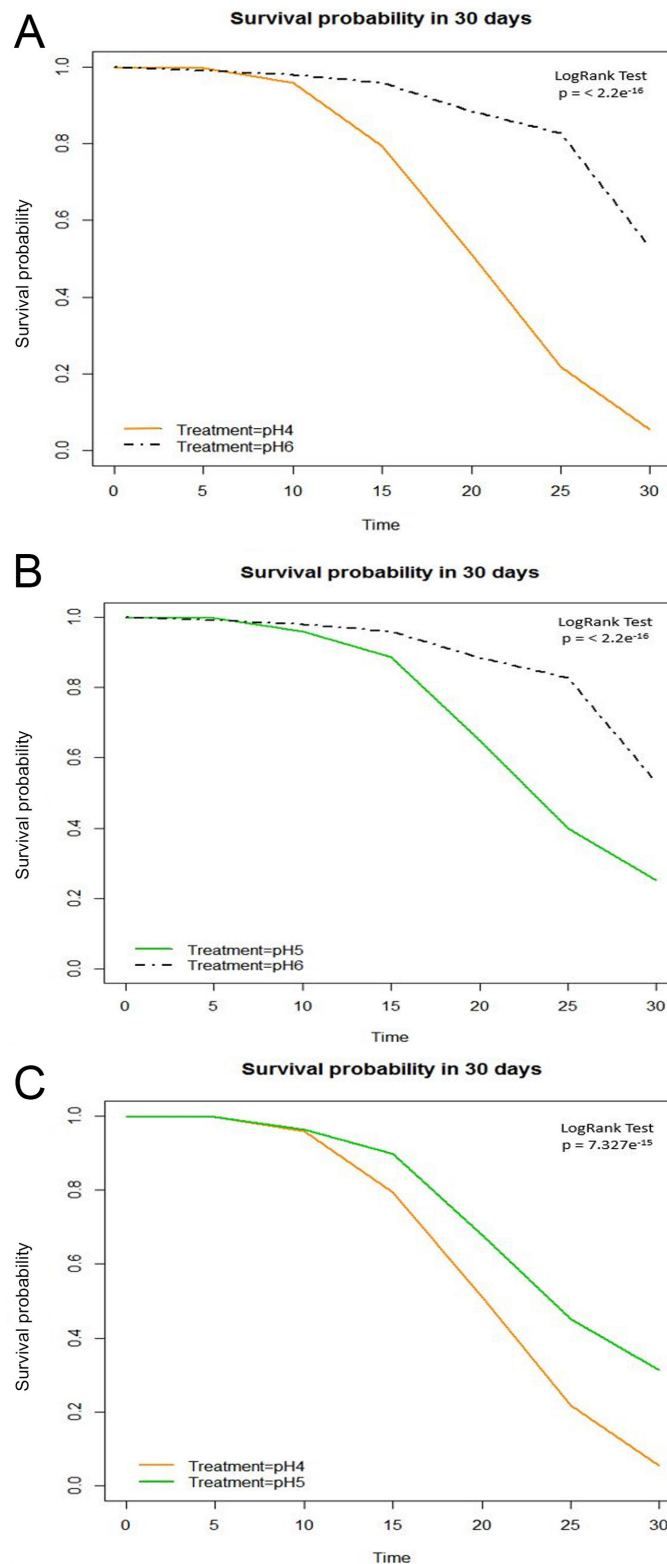 A
Survival probability in 30 days
LogRank Test
p = < 2.2e-16
Survival probability
1.0
0.8
0.6
0.4
0.2
0.0
Treatment=pH4
Treatment=pH6
0 5 10 15 20 25 30
Time
B
Survival probability in 30 days
LogRank Test
p = < 2.2e-16
Survival probability
1.0
0.8
0.6
0.4
0.2
0.0
Treatment=pH5
Treatment=pH6
0 5 10 15 20 25 30
Time
C
Survival probability in 30 days
LogRank Test
p = 7.327e-15
Survival probability
1.0
0.8
0.6
0.4
0.2
0.0
Treatment=pH4
Treatment=pH5
0 5 10 15 20 25 30
Time